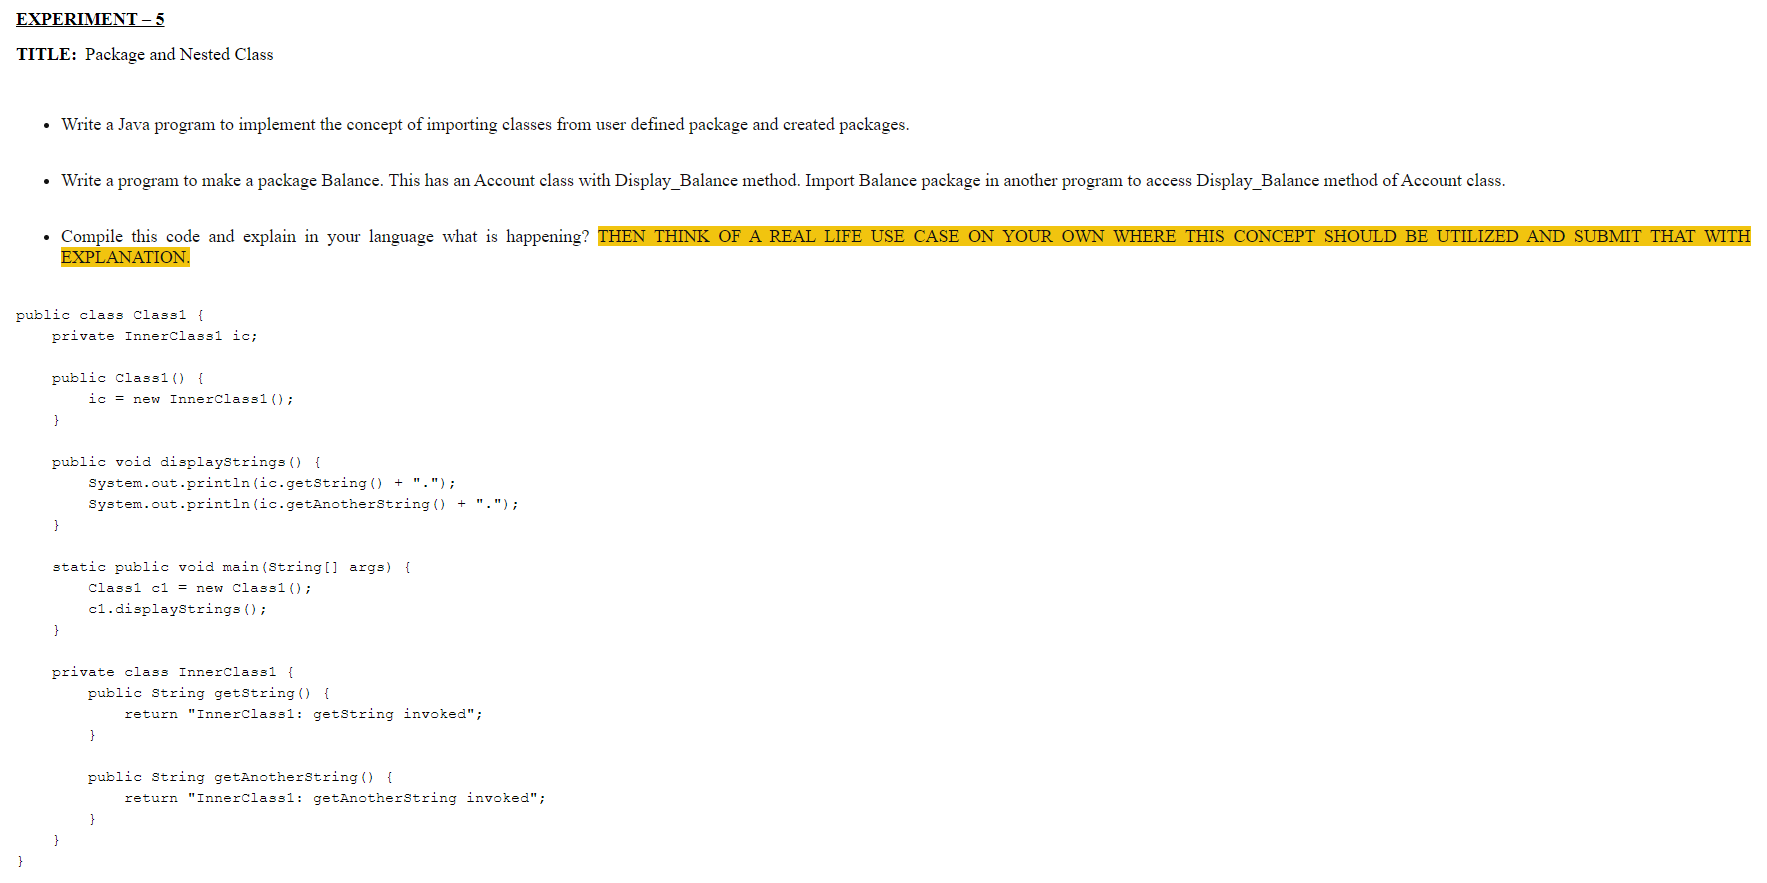 EXPERIMENT – 5
TITLE: Package and Nested Class
• Write a Java program to implement the concept of importing classes from user defined package and created packages.
• Write a program to make a package Balance. This has an Account class with Display_Balance method. Import Balance package in another program to access Display_Balance method of Account class.
• Compile this code and explain in your language what is happening? THEN THINK OF A REAL LIFE USE CASE ON YOUR OWN WHERE THIS CONCEPT SHOULD BE UTILIZED AND SUBMIT THAT WITH
EXPLANATION.
public class Class1 {
    private InnerClass1 ic;
    public Class1() {
        ic = new InnerClass1();
    }
    public void displayStrings() {
        System.out.println(ic.getString() + ".");
        System.out.println(ic.getAnotherString() + ".");
    }
    static public void main(String[] args) {
        Class1 c1 = new Class1();
        c1.displayStrings();
    }
    private class InnerClass1 {
        public String getString() {
            return "InnerClass1: getString invoked";
        }
        public String getAnotherString() {
            return "InnerClass1: getAnotherString invoked";
        }
    }
}